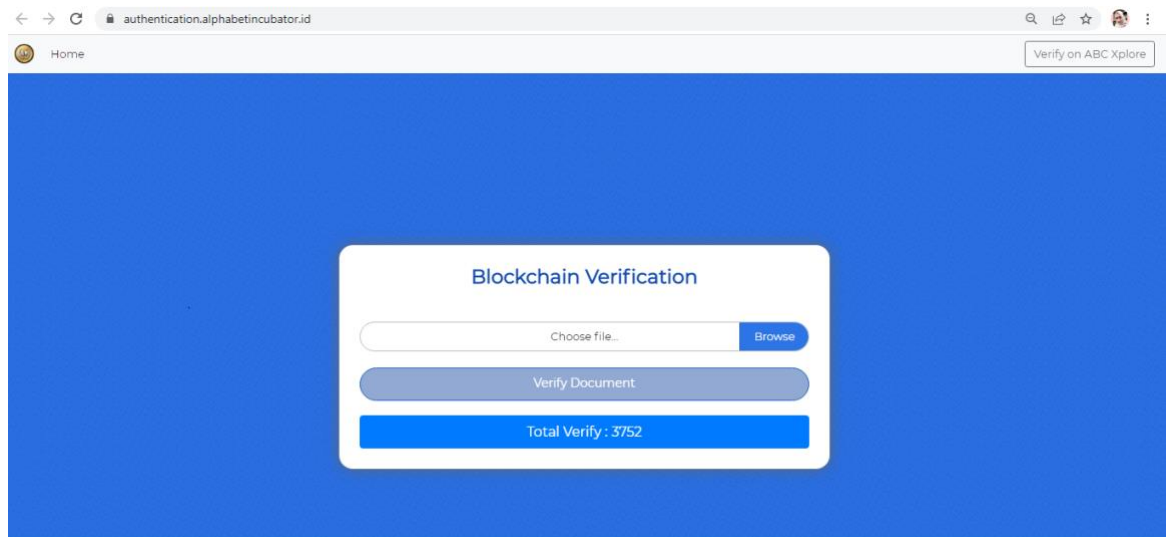 authentication.alphabetincubator.id
Home
Verify on ABC Xplore
Blockchain Verification
Choose file...
Browse
Verify Document
Total Verify : 3752